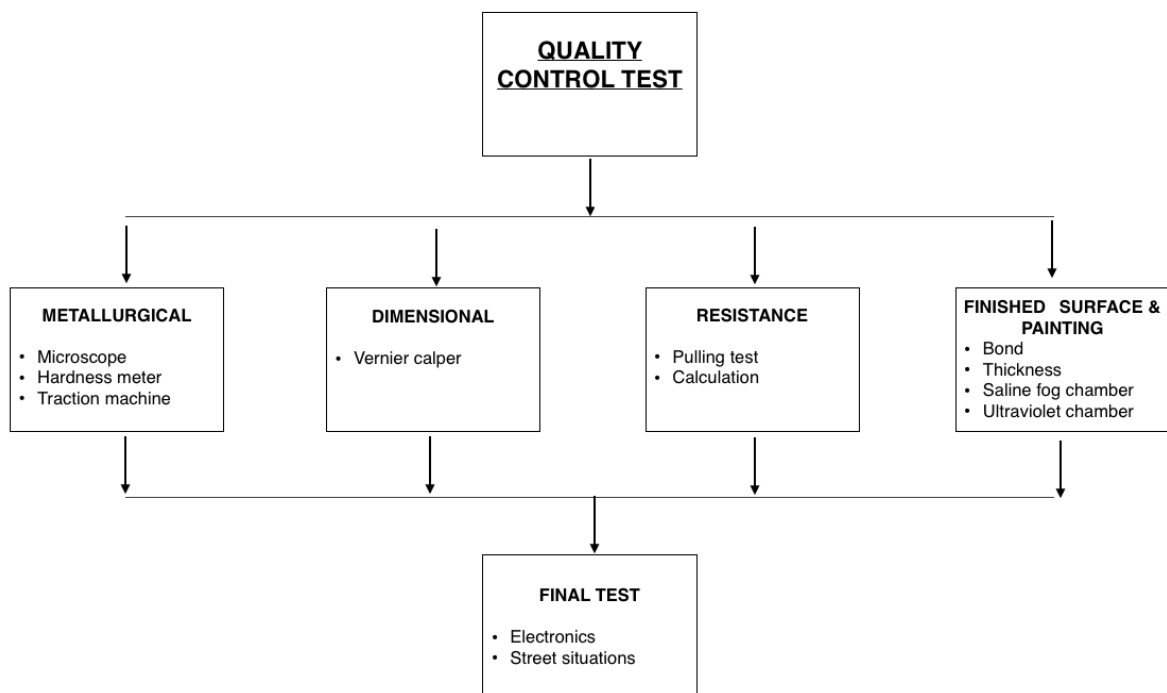 QUALITY
CONTROL TEST
METALLURGICAL
• Microscope
• Hardness meter
• Traction machine
DIMENSIONAL
• Vernier calper
RESISTANCE
• Pulling test
• Calculation
FINISHED SURFACE &
PAINTING
• Bond
• Thickness
• Saline fog chamber
• Ultraviolet chamber
FINAL TEST
• Electronics
• Street situations